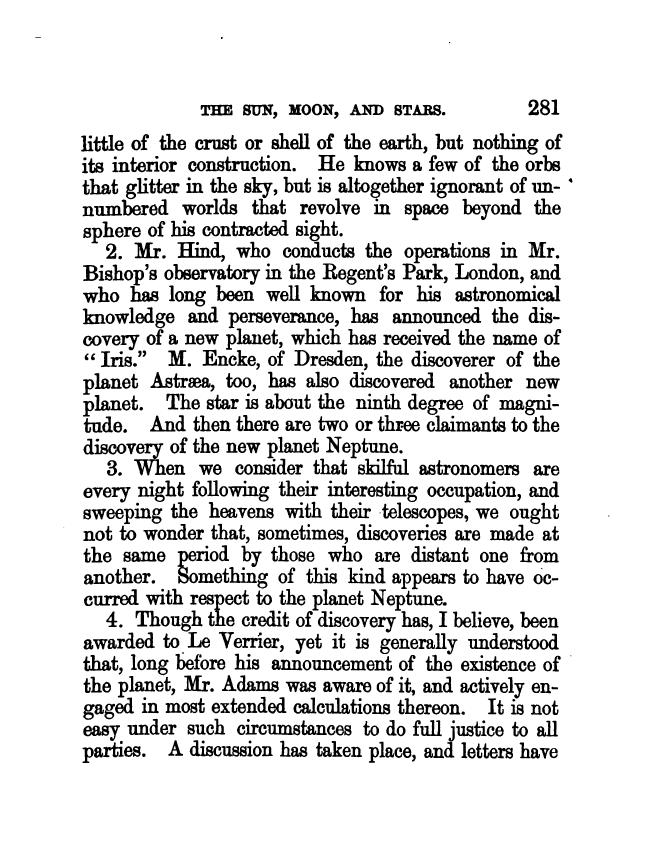 THE SUN, MOON, AND STARS. 281
little of the crust or shell of the earth, but nothing of
its interior construction. He knows a few of the orbs
that glitter in the sky, but is altogether ignorant of un-
numbered worlds that revolve in space beyond the
sphere of his contracted sight.
2. Mr. Hind, who conducts the operations in Mr.
Bishop's observatory in the Regent's Park, London, and
who has long been well known for his astronomical
knowledge and perseverance, has announced the dis-
covery of a new planet, which has received the name of
“Iris.” M. Encke, of Dresden, the discoverer of the
planet Astræa, too, has also discovered another new
planet. The star is about the ninth degree of magni-
tude. And then there are two or three claimants to the
discovery of the new planet Neptune.
3. When we consider that skilful astronomers are
every night following their interesting occupation, and
sweeping the heavens with their telescopes, we ought
not to wonder that, sometimes, discoveries are made at
the same period by those who are distant one from
another. Something of this kind appears to have oc-
curred with respect to the planet Neptune.
4. Though the credit of discovery has, I believe, been
awarded to Le Verrier, yet it is generally understood
that, long before his announcement of the existence of
the planet, Mr. Adams was aware of it, and actively en-
gaged in most extended calculations thereon. It is not
easy under such circumstances to do full justice to all
parties. A discussion has taken place, and letters have